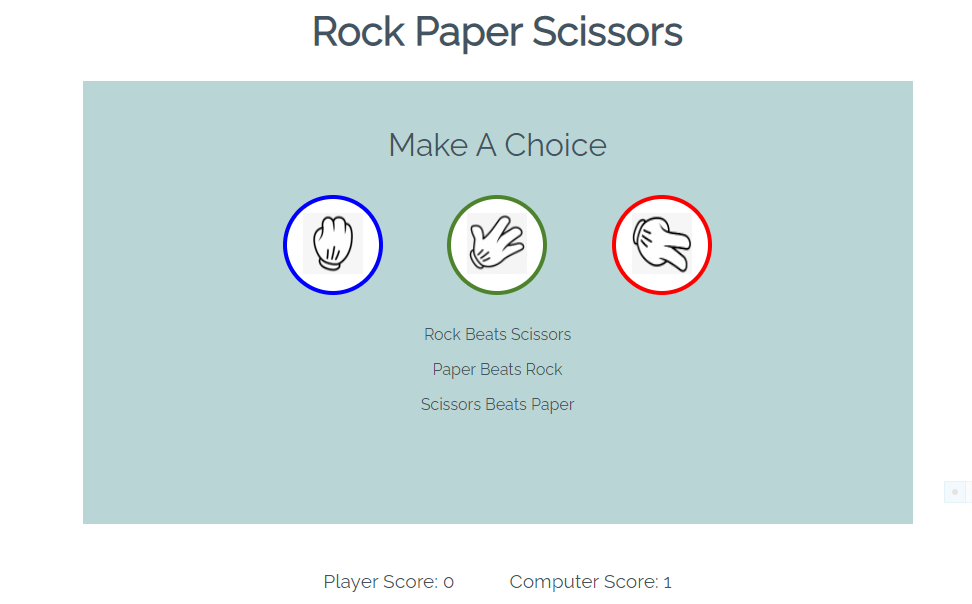 Rock Paper Scissors
Make A Choice
Rock Beats Scissors
Paper Beats Rock
Scissors Beats Paper
Player Score: 0 Computer Score: 1